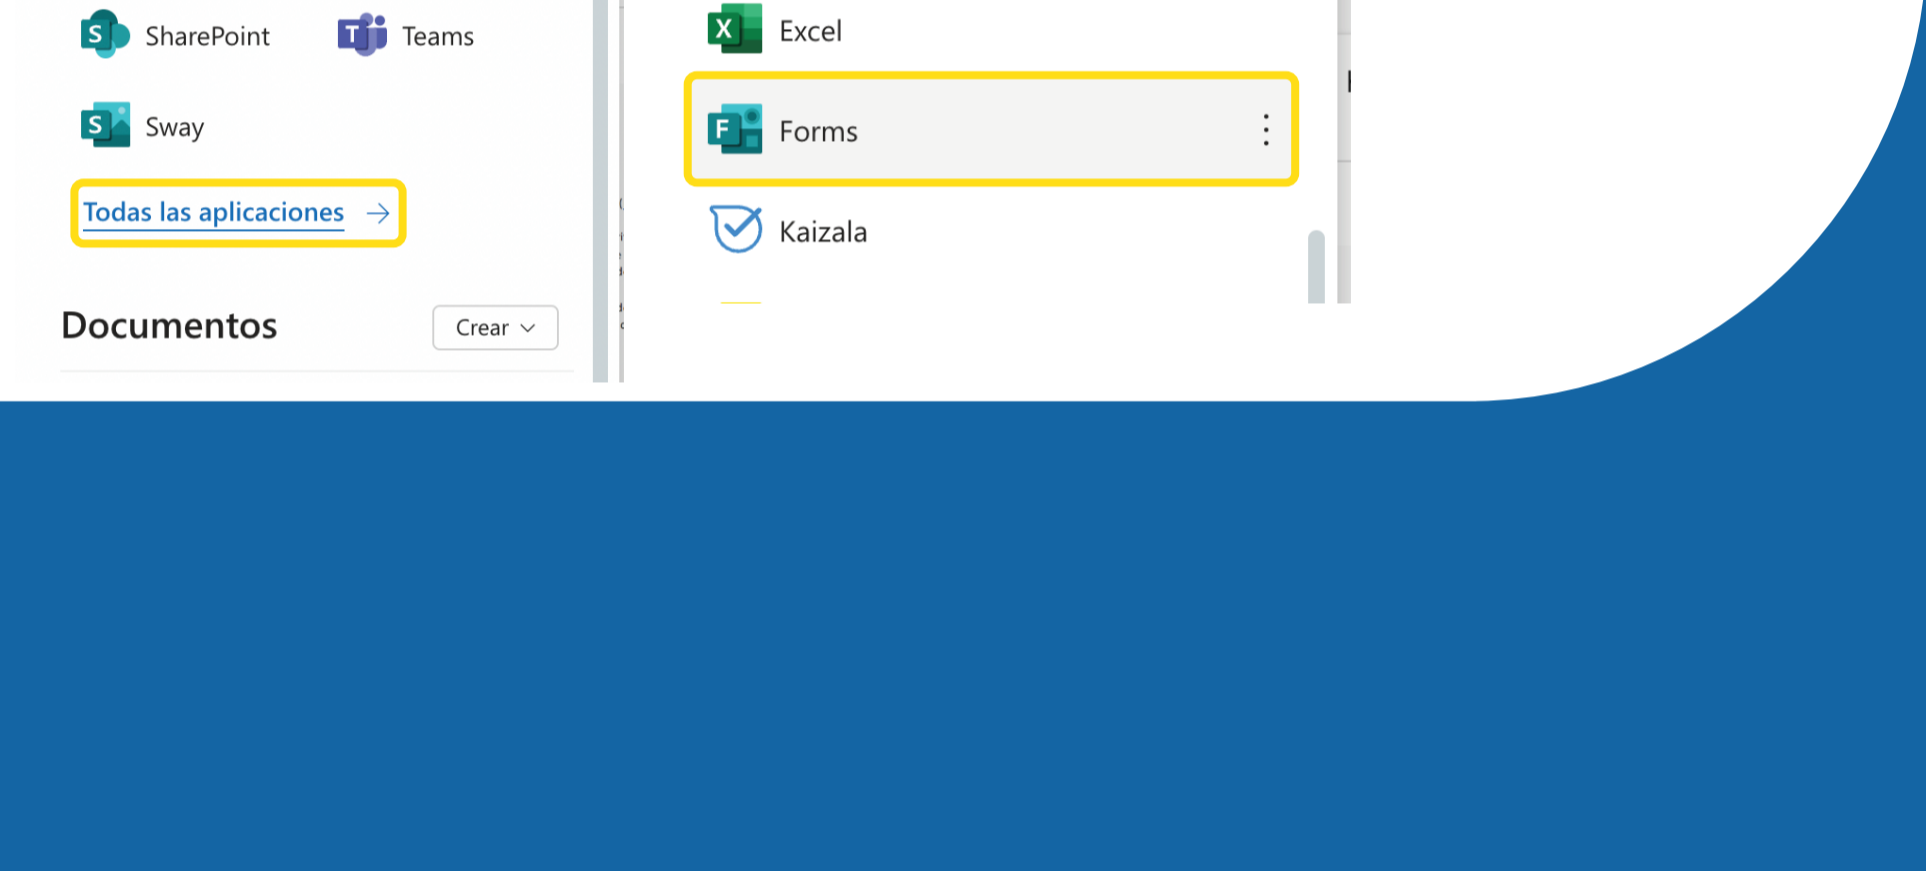 SharePoint
Teams
Sway
Todas las aplicaciones
Documentos
Crear
Excel
Forms
Kaizala